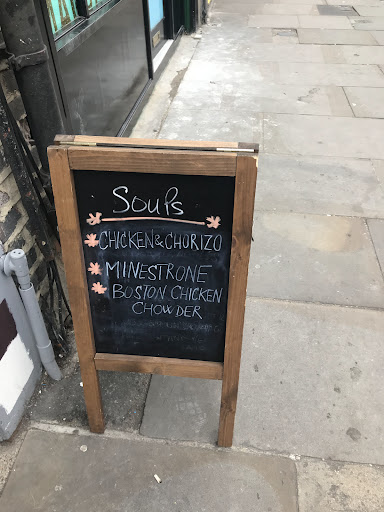 Soups
CHICKEN & CHORIZO
MINESTRONE
BOSTON CHICKEN
CHOWDER